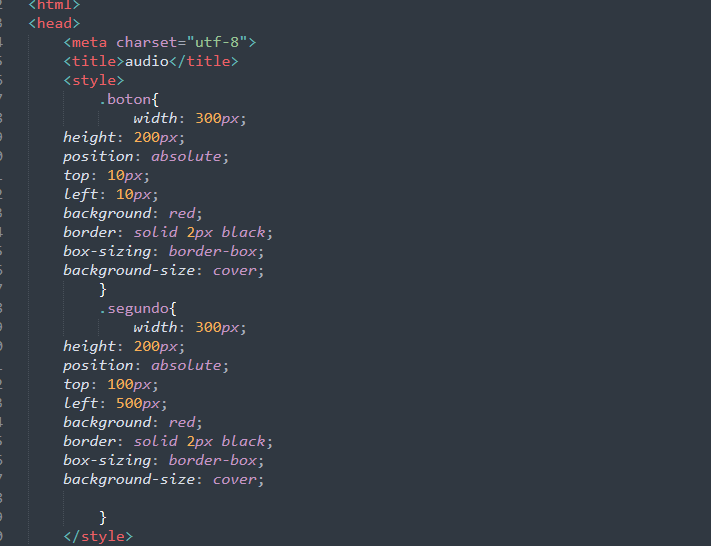 <html>
<head>
<meta charset="utf-8">
<title>audio</title>
<style>
.boton{
width: 300px;
height: 200px;
position: absolute;
top: 10px;
left: 10px;
background: red;
border: solid 2px black;
box-sizing: border-box;
background-size: cover;
}
.segundo{
width: 300px;
height: 200px;
position: absolute;
top: 100px;
left: 500px;
background: red;
border: solid 2px black;
box-sizing: border-box;
background-size: cover;
}
</style>